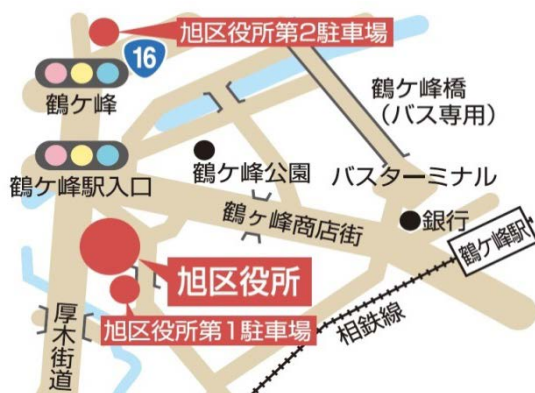 旭区役所第2駐車場
16
鶴ケ峰
鶴ケ峰橋
（バス専用）
鶴ケ峰駅入口
鶴ケ峰公園
バスターミナル
鶴ヶ峰商店街
銀行
鶴ケ峰駅
旭区役所
旭区役所第1駐車場
相鉄線
厚木街道